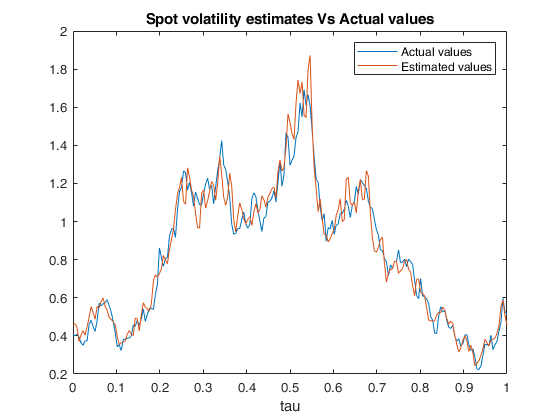 Spot volatility estimates Vs Actual values
2
1.8
1.6
1.4
1.2
1
0.8
0.6
0.4
0.2
Actual values
Estimated values
0 0.1 0.2 0.3 0.4 0.5 0.6 0.7 0.8 0.9 1
tau